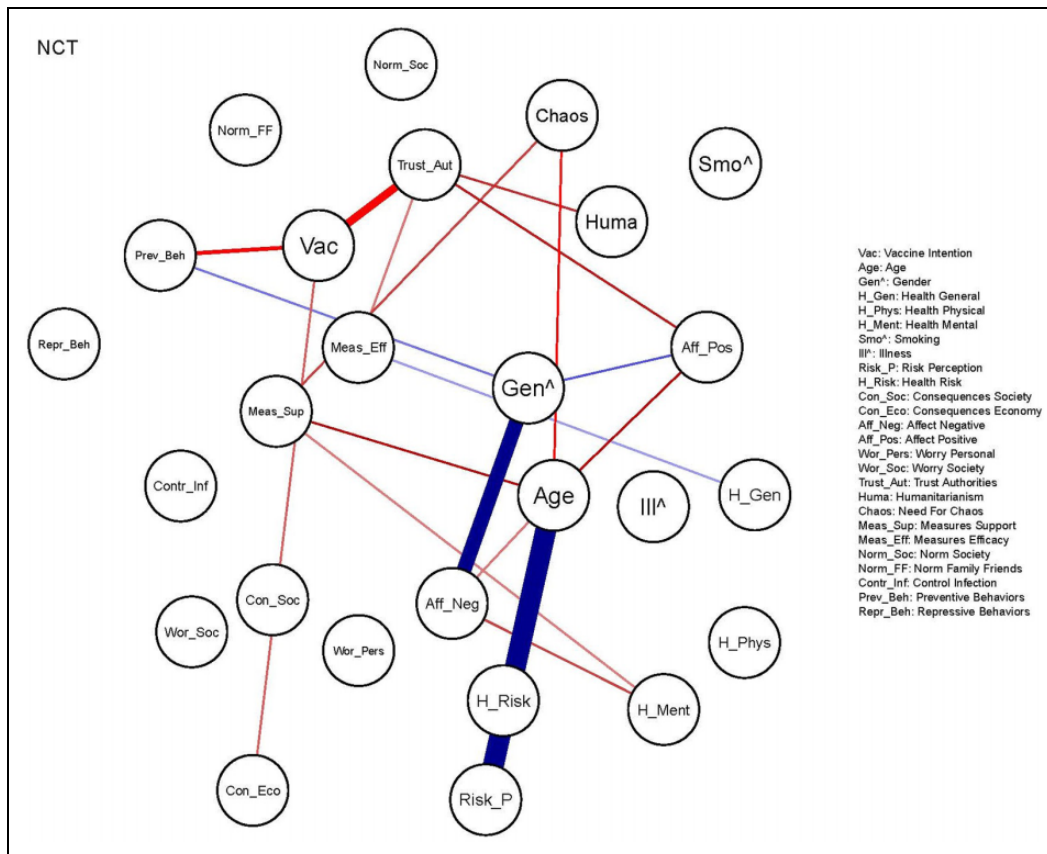 NCT
Norm_Soc
Norm_FF
Chaos
Trust_Aut
Smo^
Huma
Vac
Prev_Beh
Repr_Beh
Meas_Eff
Aff_Pos
Gen^
Meas_Sup
Contr_Inf
Age
Ill^
H_Gen
Con_Soc
Aff_Neg
Wor_Soc
Wor_Pers
H_Phys
H_Risk
H_Ment
Con_Eco
Risk_P
Vac: Vaccine Intention
Age: Age
Gen^: Gender
H_Gen: Health General
H_Phys: Health Physical
H_Ment: Health Mental
Smo^: Smoking
Ill^: Illness
Risk_P: Risk Perception
H_Risk: Health Risk
Con_Soc: Consequences Society
Con_Eco: Consequences Economy
Aff_Neg: Affect Negative
Aff_Pos: Affect Positive
Wor_Pers: Worry Personal
Wor_Soc: Worry Society
Trust_Aut: Trust Authorities
Huma: Humanitarianism
Chaos: Need For Chaos
Meas_Sup: Measures Support
Meas_Eff: Measures Efficacy
Norm_Soc: Norm Society
Norm_FF: Norm Family Friends
Contr_Inf: Control Infection
Prev_Beh: Preventive Behaviors
Repr_Beh: Repressive Behaviors